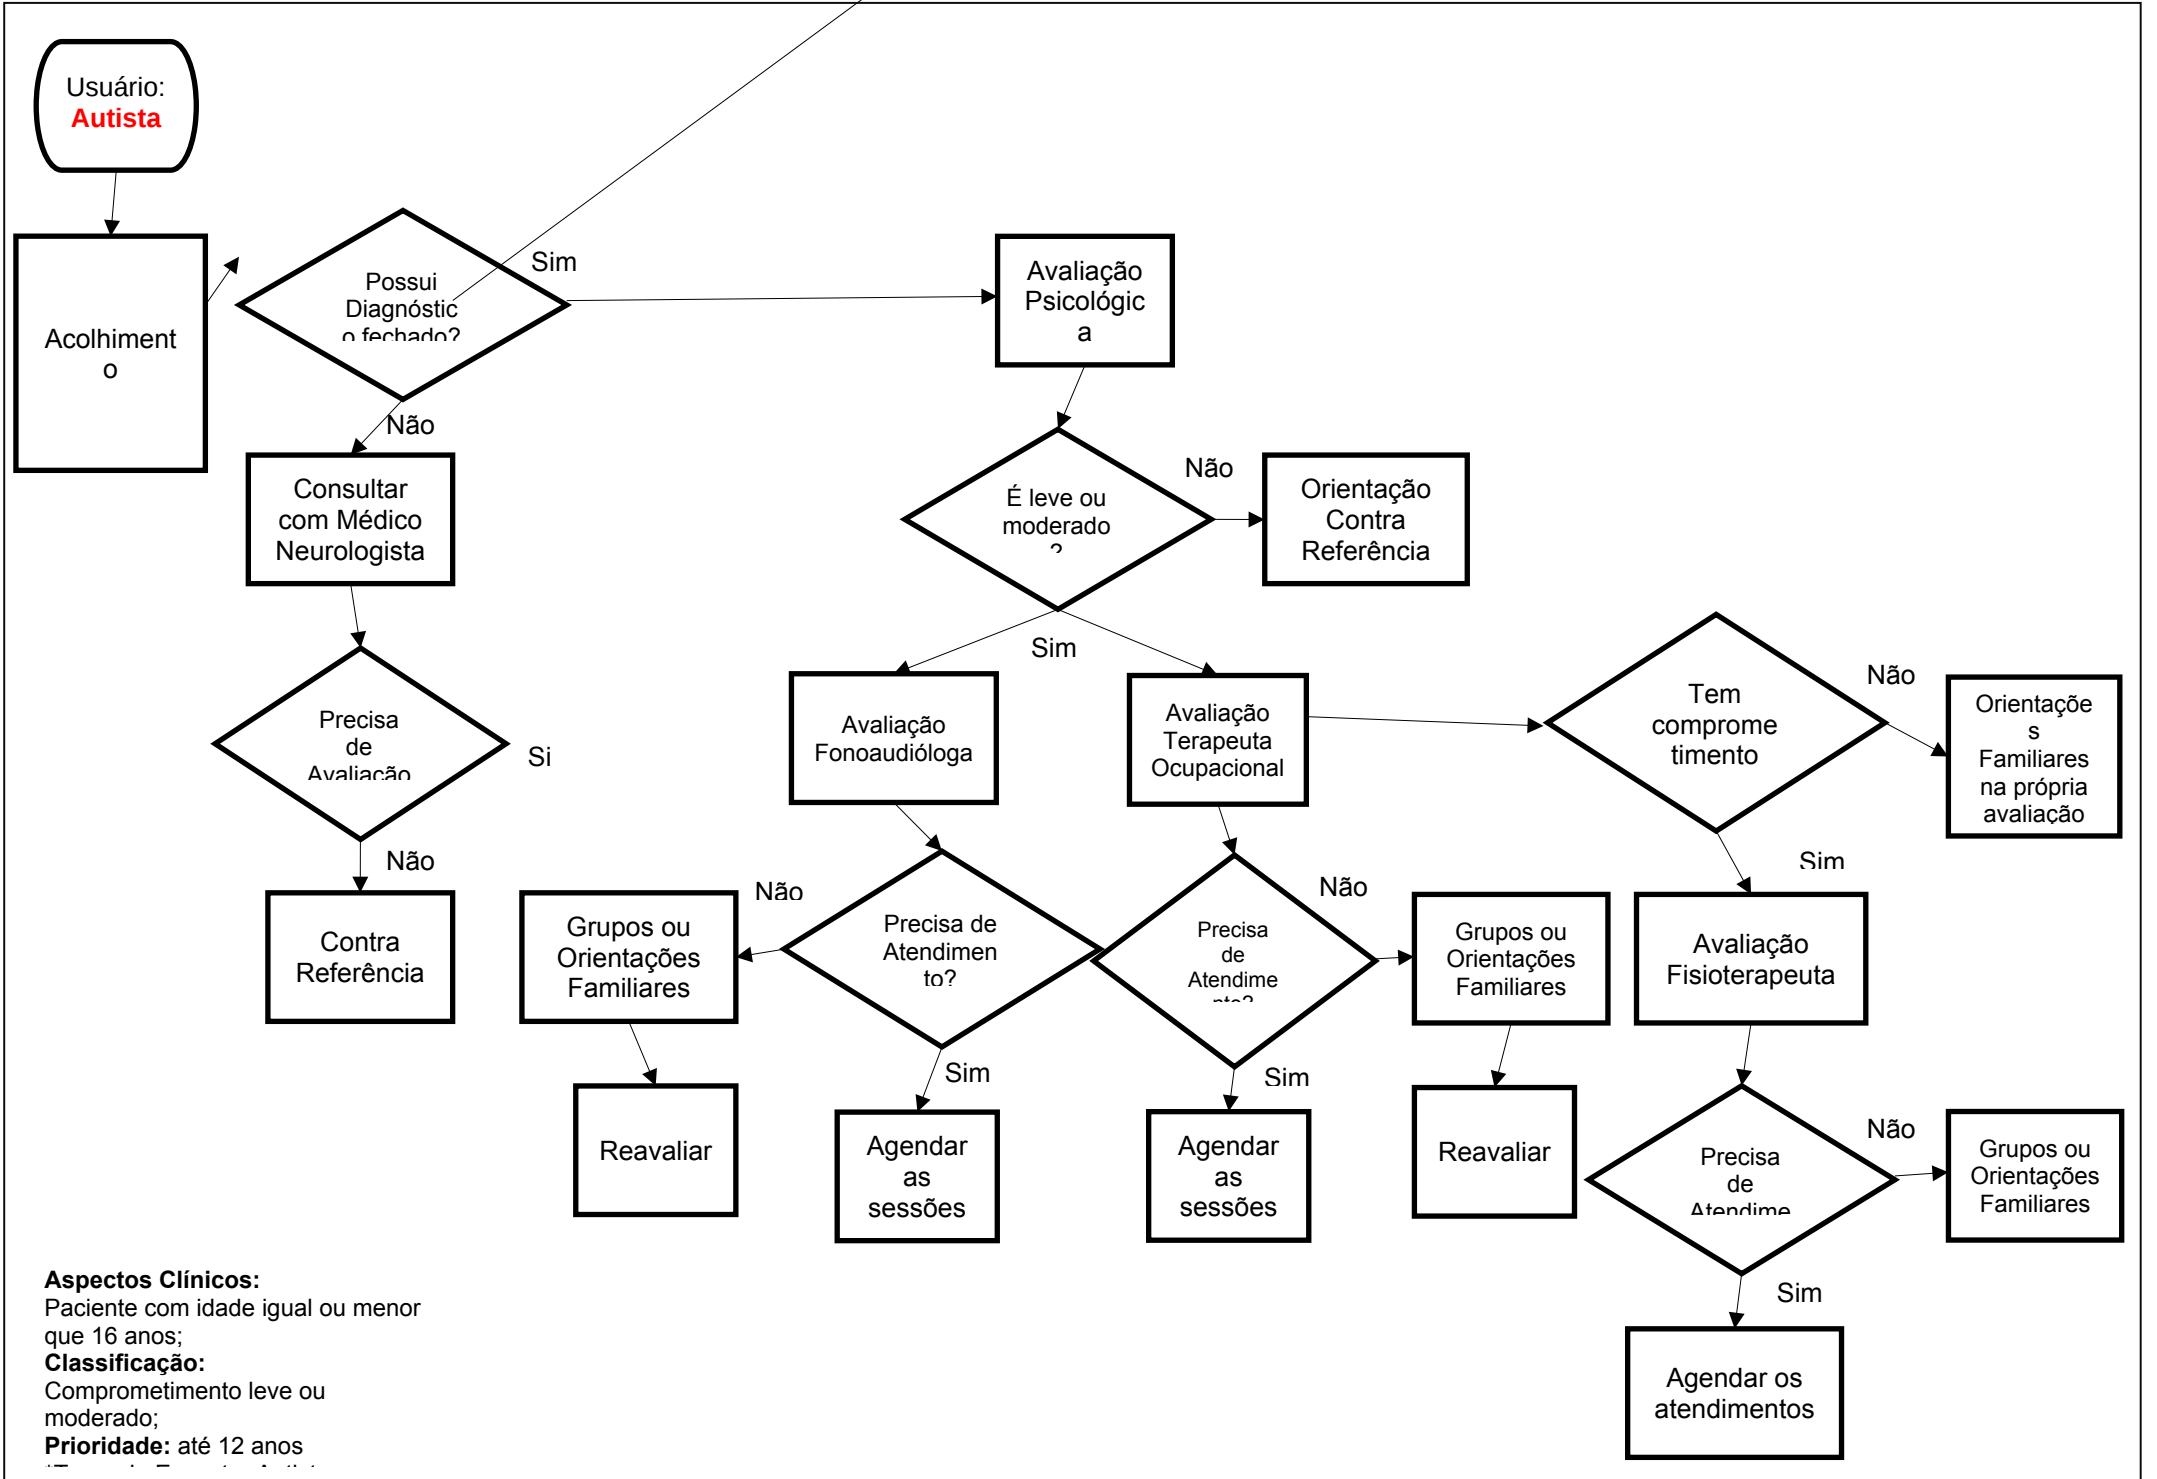 Usuário:
Autista
Acolhiment
o
Possui
Diagnóstic
o fechado?
Sim
Avaliação
Psicológic
a
Não
Consultar
com Médico
Neurologista
É leve ou
moderado
?
Não
Orientação
Contra
Referência
Sim
Precisa
de
Avaliação
Si
Não
Contra
Referência
Avaliação
Fonoaudióloga
Avaliação
Terapeuta
Ocupacional
Tem
comprome
timento
Não
Orientaçõe
s
Familiares
na própria
avaliação
Sim
Precisa de
Atendimen
to?
Não
Grupos ou
Orientações
Familiares
Reavaliar
Sim
Agendar
as
sessões
Precisa
de
Atendime
nto?
Não
Grupos ou
Orientações
Familiares
Reavaliar
Sim
Agendar
as
sessões
Avaliação
Fisioterapeuta
Precisa
de
Atendime
Não
Grupos ou
Orientações
Familiares
Sim
Agendar os
atendimentos
Aspectos Clínicos:
Paciente com idade igual ou menor
que 16 anos;
Classificação:
Comprometimento leve ou
moderado;
Prioridade: até 12 anos